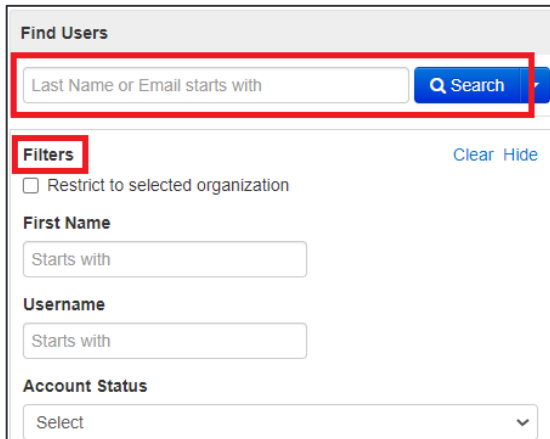 Find Users
Last Name or Email starts with Search
Filters Clear Hide
Restrict to selected organization
First Name
Starts with
Username
Starts with
Account Status
Select